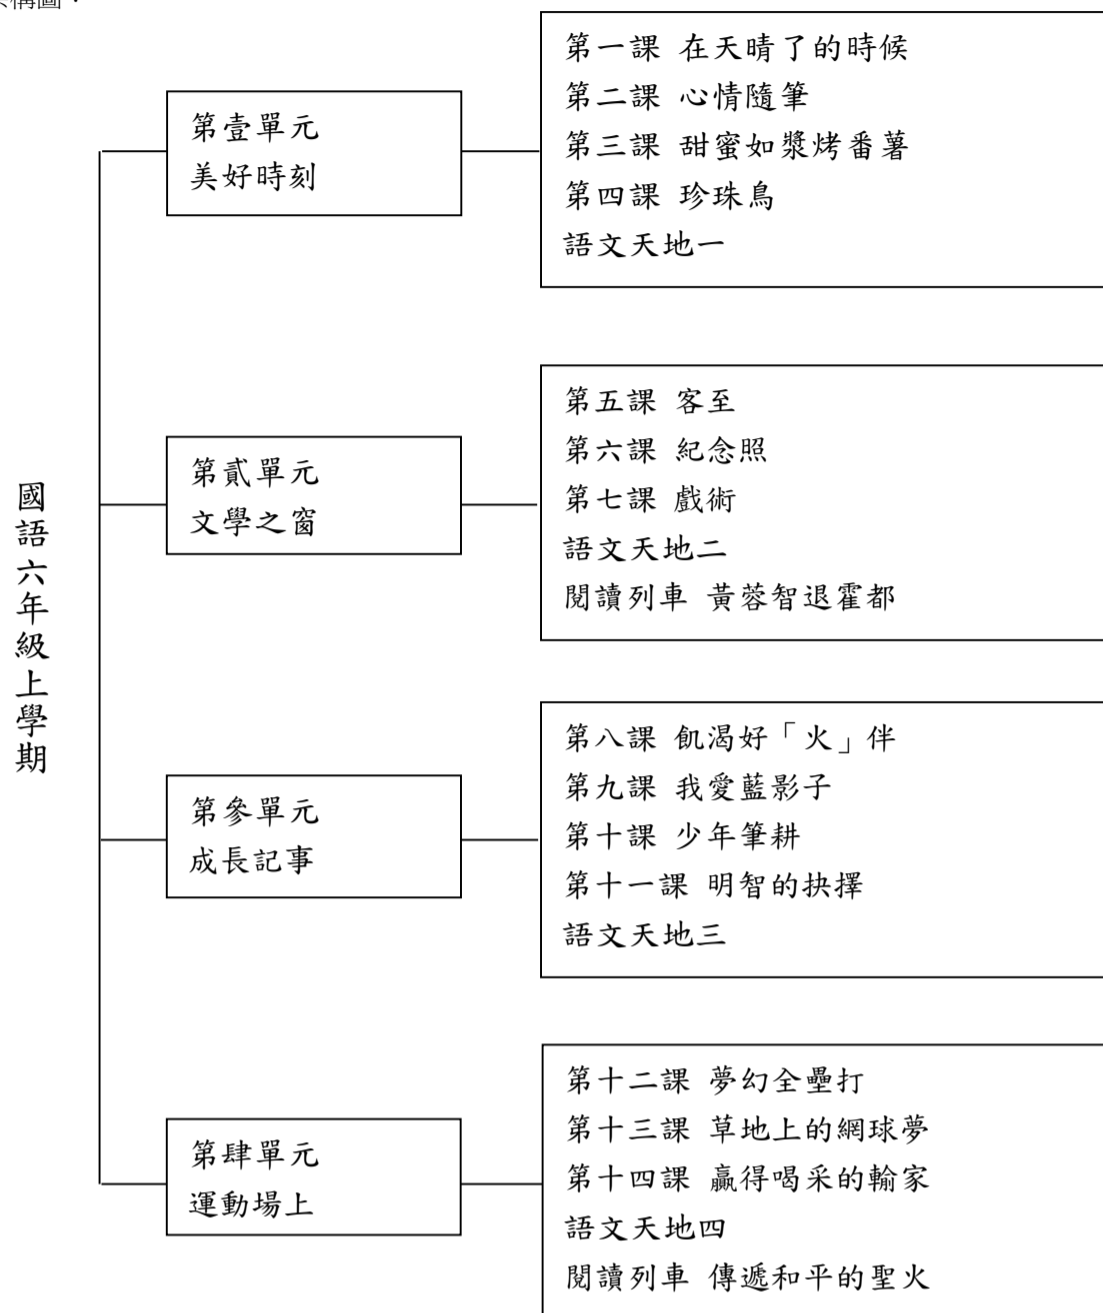 構圖：
國語六年級上學期
第壹單元
美好時刻
第一課 在天晴了的時候
第二課 心情隨筆
第三課 甜蜜如漿烤番薯
第四課 珍珠鳥
語文天地一
第貳單元
文學之窗
第五課 客至
第六課 紀念照
第七課 戲術
語文天地二
閱讀列車 黃蓉智退霍都
第參單元
成長記事
第八課 飢渴好「火」伴
第九課 我愛藍影子
第十課 少年筆耕
第十一課 明智的抉擇
語文天地三
第肆單元
運動場上
第十二課 夢幻全壘打
第十三課 草地上的網球夢
第十四課 贏得喝采的輸家
語文天地四
閱讀列車 傳遞和平的聖火